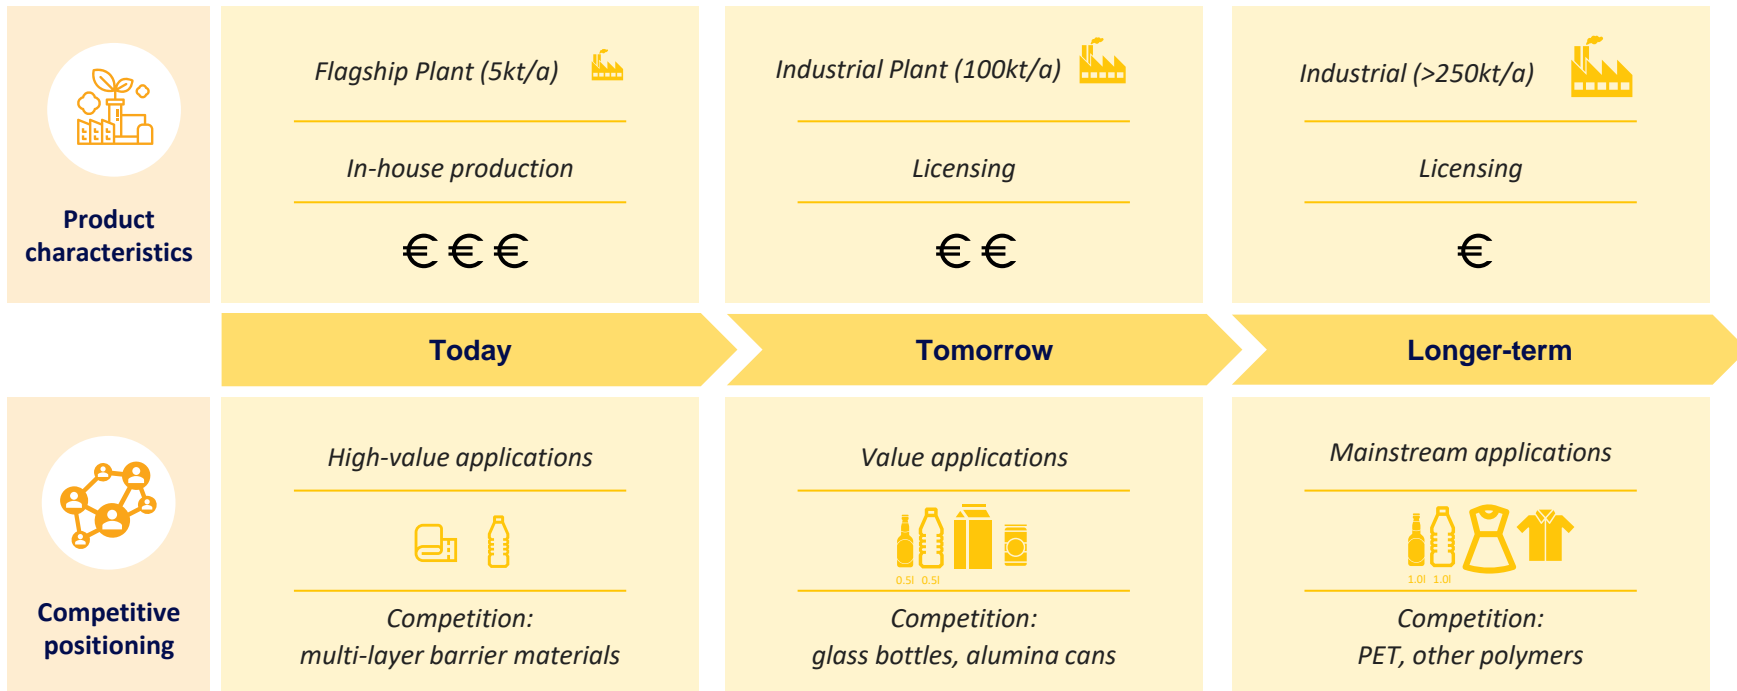 Product
characteristics
Flagship Plant (5kt/a)
In-house production
€ € €
Industrial Plant (100kt/a)
Licensing
€ €
Industrial (>250kt/a)
Licensing
€
Today
Tomorrow
Longer-term
Competitive
positioning
High-value applications
Competition:
multi-layer barrier materials
Value applications
0.5l 0.5l
Competition:
glass bottles, alumina cans
Mainstream applications
1.0l 1.0l
Competition:
PET, other polymers